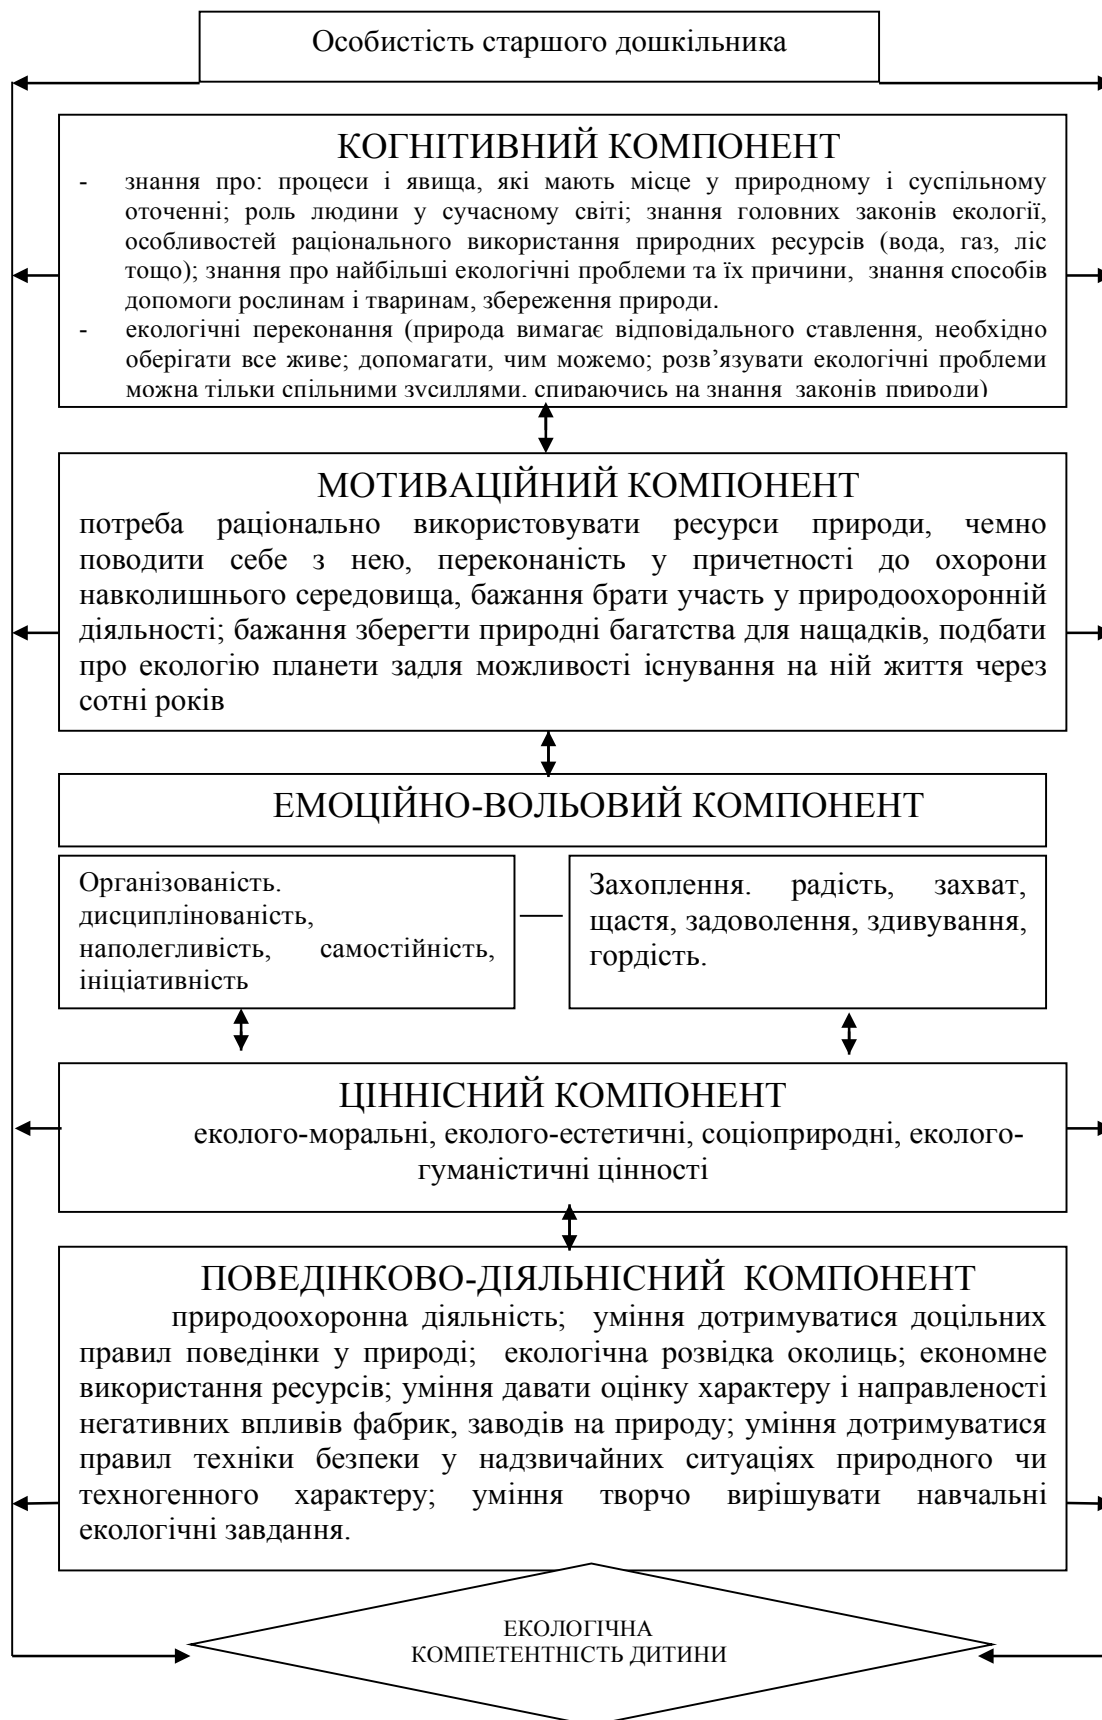 Особистість старшого дошкільника
КОГНІТИВНИЙ КОМПОНЕНТ
- знання про: процеси і явища, які мають місце у природному і суспільному
оточенні; роль людини у сучасному світі; знання головних законів екології,
особливостей раціонального використання природних ресурсів (вода, газ, ліс
тощо); знання про найбільші екологічні проблеми та їх причини, знання способів
допомоги рослинам і тваринам, збереження природи.
- екологічні переконання (природа вимагає відповідального ставлення, необхідно
оберігати все живе; допомагати, чим можемо; розв’язувати екологічні проблеми
можна тільки спільними зусиллями, спираючись на знання законів природи)
МОТИВАЦІЙНИЙ КОМПОНЕНТ
потреба раціонально використовувати ресурси природи, чемно
поводити себе з нею, переконаність у причетності до охорони
навколишнього середовища, бажання брати участь у природоохоронній
діяльності; бажання зберегти природні багатства для нащадків, подбати
про екологію планети задля можливості існування на ній життя через
сотні років
ЕМОЦІЙНО-ВОЛЬОВИЙ КОМПОНЕНТ
Організованість.
дисциплінованість,
наполегливість, самостійність,
ініціативність
Захоплення. радість, захват,
щастя, задоволення, здивування,
гордість.
ЦІННІСНИЙ КОМПОНЕНТ
еколого-моральні, еколого-естетичні, соціоприродні, еколого-
гуманістичні цінності
ПОВЕДІНКОВО-ДІЯЛЬНІСНИЙ КОМПОНЕНТ
природоохоронна діяльність; уміння дотримуватися доцільних
правил поведінки у природі; екологічна розвідка околиць; економне
використання ресурсів; уміння давати оцінку характеру і направленості
негативних впливів фабрик, заводів на природу; уміння дотримуватися
правил техніки безпеки у надзвичайних ситуаціях природного чи
техногенного характеру; уміння творчо вирішувати навчальні
екологічні завдання.
ЕКОЛОГІЧНА
КОМПЕТЕНТНІСТЬ ДИТИНИ